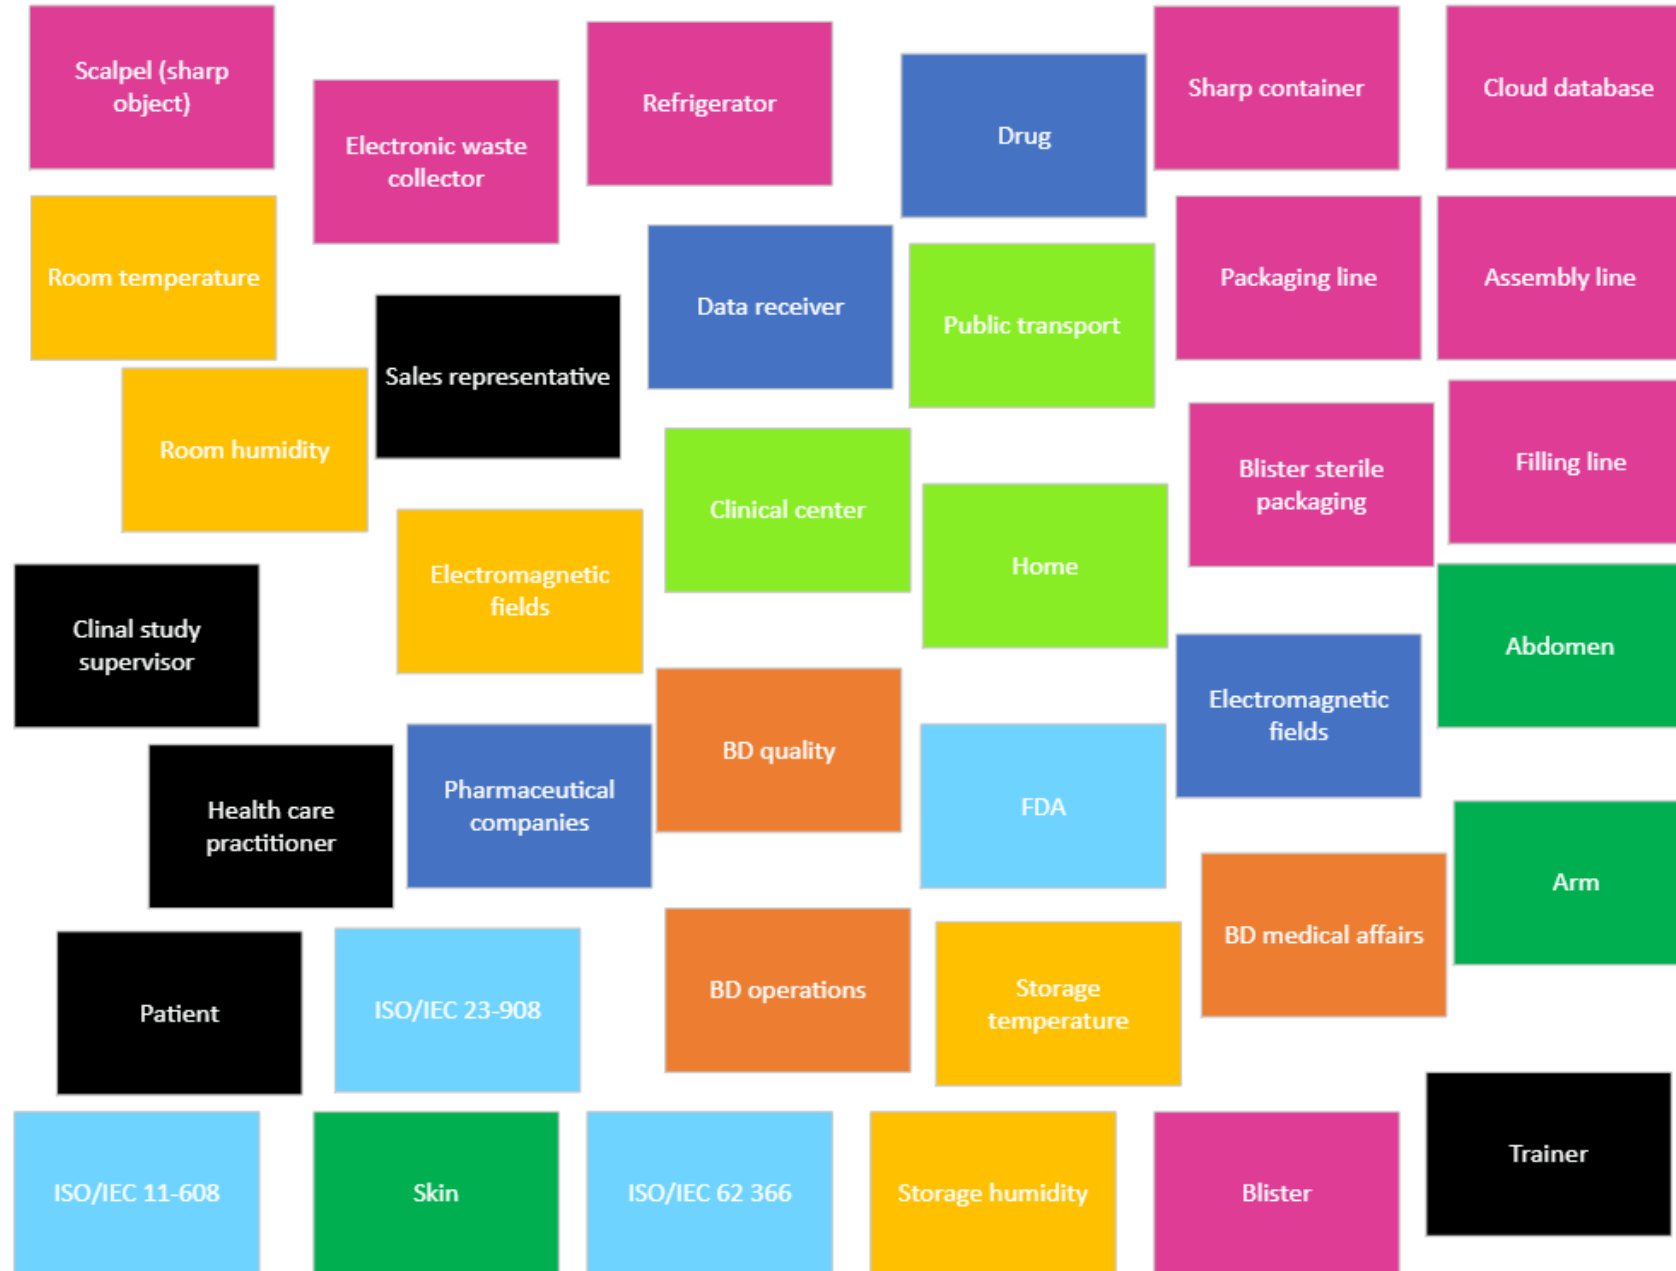 Scalpel (sharp
object)
Electronic waste
collector
Refrigerator
Drug
Sharp container
Cloud database
Room temperature
Sales representative
Data receiver
Public transport
Packaging line
Assembly line
Room humidity
Electromagnetic
fields
Clinical center
Home
Blister sterile
packaging
Filling line
Clinal study
supervisor
Health care
practitioner
Pharmaceutical
companies
BD quality
FDA
Electromagnetic
fields
Abdomen
Patient
ISO/IEC 23-908
BD operations
Storage
temperature
BD medical affairs
Arm
ISO/IEC 11-608
Skin
ISO/IEC 62 366
Storage humidity
Blister
Trainer